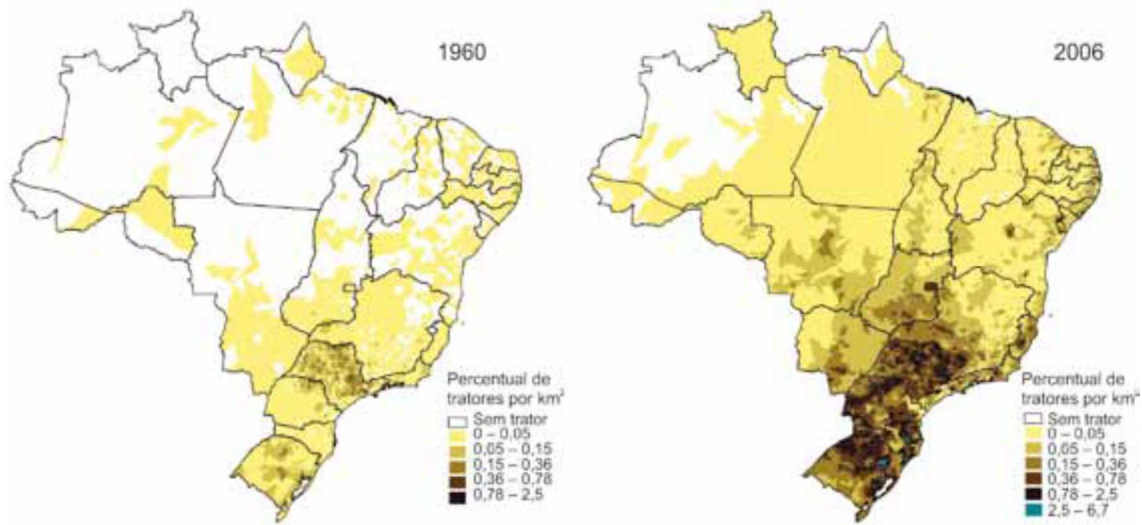 1960
Percentual de
tratores por km²
Sem trator
0 – 0,05
0,05 – 0,15
0,15 – 0,36
0,36 – 0,78
0,78 – 2,5
2006
Percentual de
tratores por km²
Sem trator
0 – 0,05
0,05 – 0,15
0,15 – 0,36
0,36 – 0,78
0,78 – 2,5
2,5 – 6,7